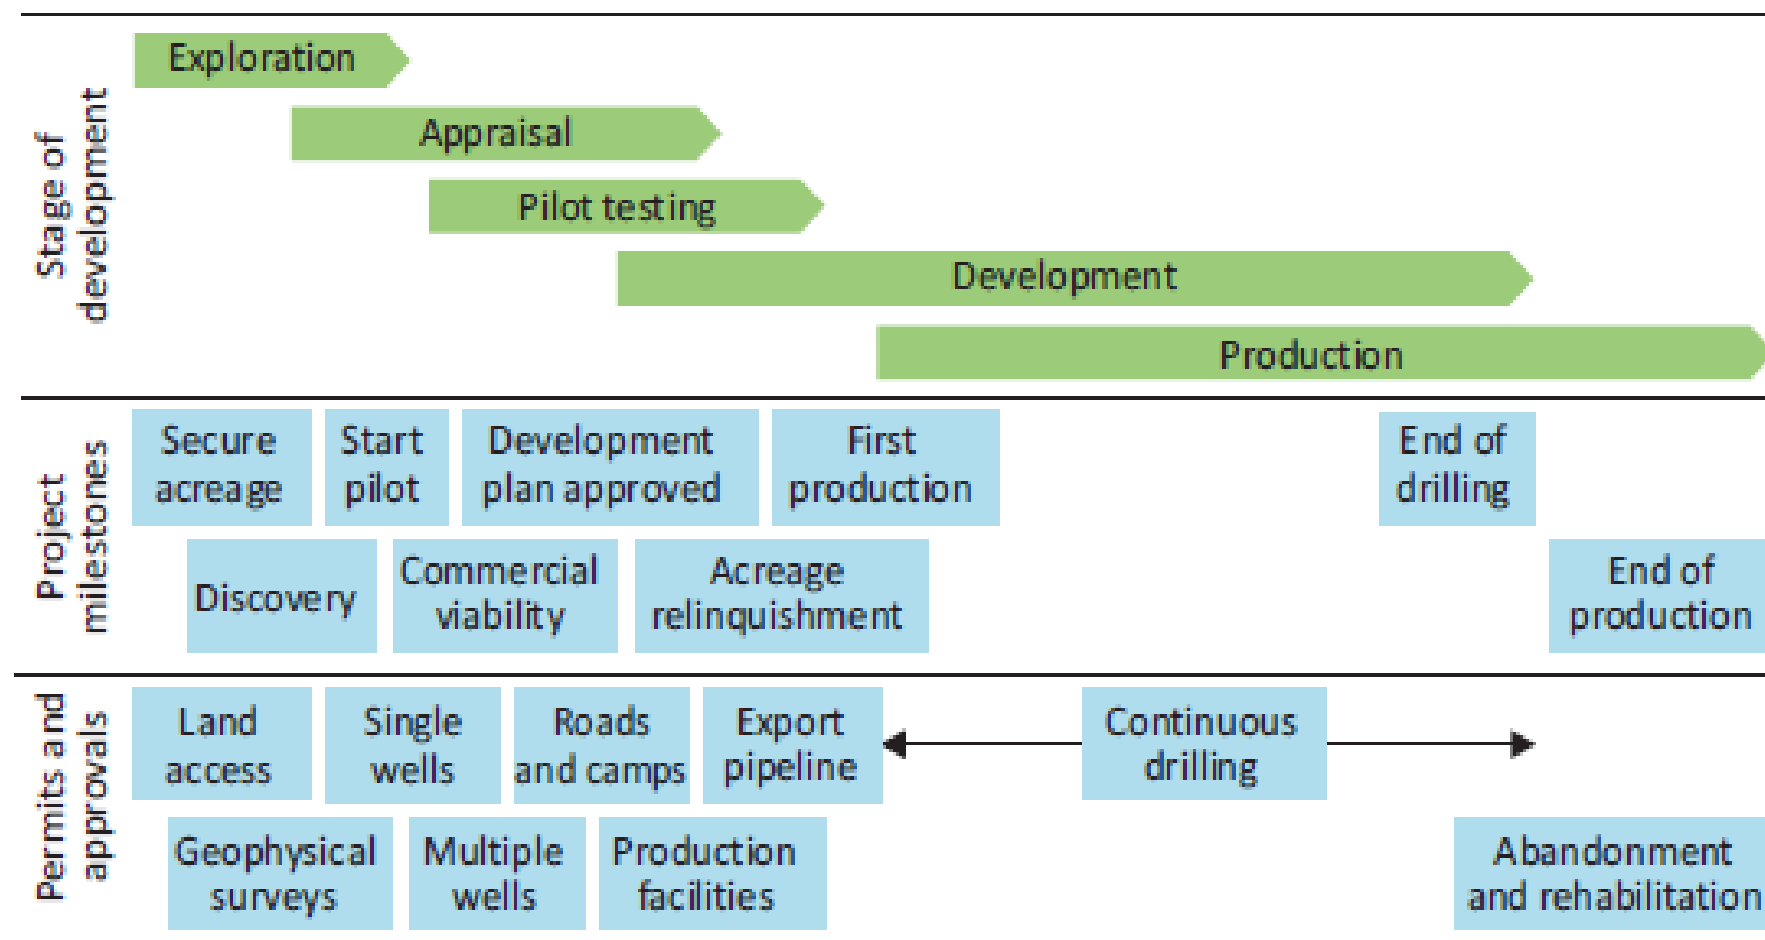 Stage of
development
Exploration
Appraisal
Pilot testing
Development
Production
Project
milestones
Secure
acreage
Start
pilot
Development
plan approved
First
production
End of
drilling
Discovery
Commercial
viability
Acreage
relinquishment
End of
production
Permits and
approvals
Land
access
Single
wells
Roads
and camps
Export
pipeline
Continuous
drilling
Geophysical
surveys
Multiple
wells
Production
facilities
Abandonment
and rehabilitation